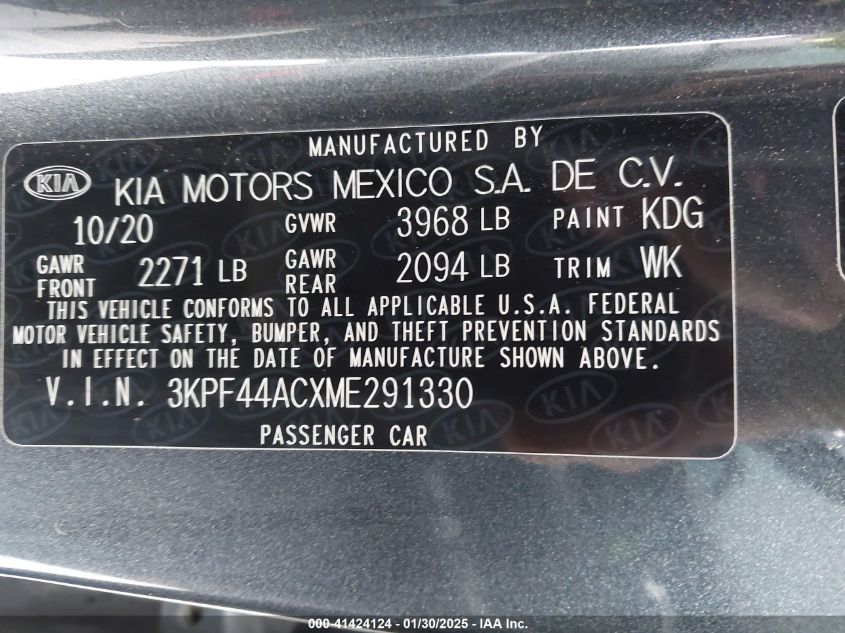 MANUFACTURED BY
KIA KIA MOTORS MEXICO S.A. DE C.V.
10/20 GVWR 3968 LB PAINT KDG
GAWR FRONT 2271 LB GAWR REAR 2094 LB TRIM WK
THIS VEHICLE CONFORMS TO ALL APPLICABLE U.S.A. FEDERAL
MOTOR VEHICLE SAFETY, BUMPER, AND THEFT PREVENTION STANDARDS
IN EFFECT ON THE DATE OF MANUFACTURE SHOWN ABOVE.
V.I.N. 3KPF44ACXME291330
PASSENGER CAR
000-41424124 - 01/30/2025 - IAA Inc.